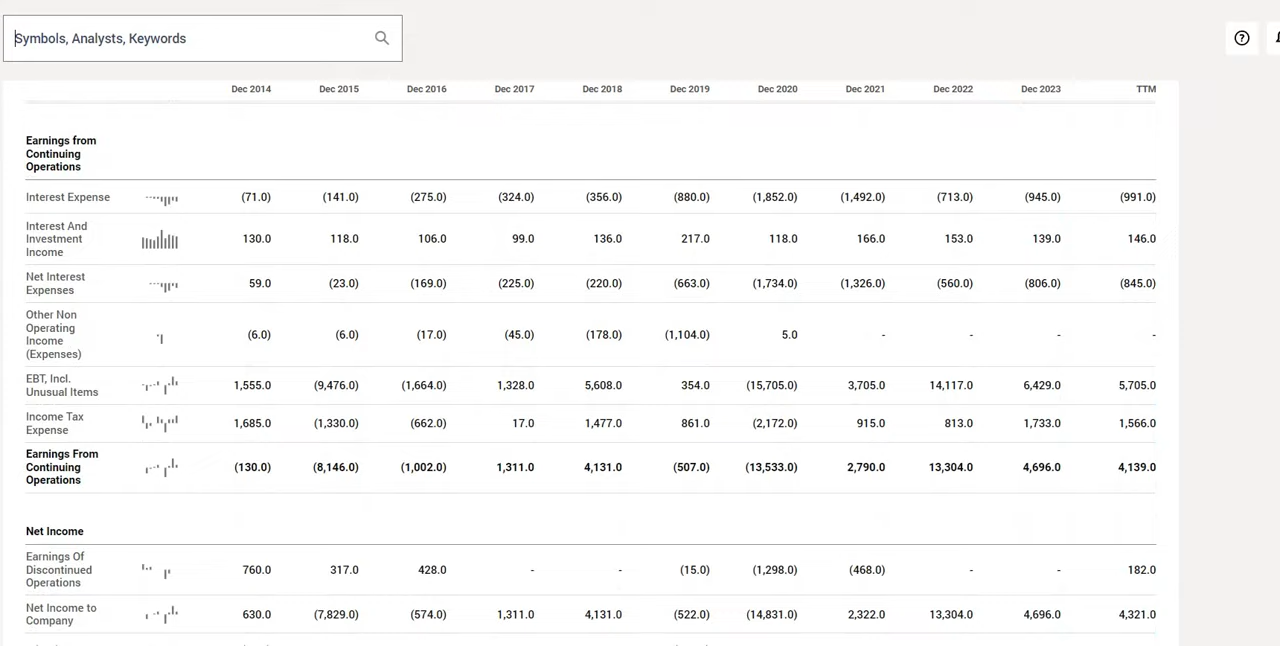 Symbols, Analysts, Keywords
Dec 2014 Dec 2015 Dec 2016 Dec 2017 Dec 2018 Dec 2019 Dec 2020 Dec 2021 Dec 2022 Dec 2023 TTM
Earnings from
Continuing
Operations
Interest Expense (71.0) (141.0) (275.0) (324.0) (356.0) (880.0) (1,852.0) (1,492.0) (713.0) (945.0) (991.0)
Interest And
Investment
Income
130.0 118.0 106.0 99.0 136.0 217.0 118.0 166.0 153.0 139.0 146.0
Net Interest
Expenses
59.0 (23.0) (169.0) (225.0) (220.0) (663.0) (1,734.0) (1,326.0) (560.0) (806.0) (845.0)
Other Non
Operating
Income
(Expenses)
(6.0) (6.0) (17.0) (45.0) (178.0) (1,104.0) 5.0 - - - -
EBT, Incl.
Unusual Items
1,555.0 (9,476.0) (1,664.0) 1,328.0 5,608.0 354.0 (15,705.0) 3,705.0 14,117.0 6,429.0 5,705.0
Income Tax
Expense
1,685.0 (1,330.0) (662.0) 17.0 1,477.0 861.0 (2,172.0) 915.0 813.0 1,733.0 1,566.0
Earnings From
Continuing
Operations
(130.0) (8,146.0) (1,002.0) 1,311.0 4,131.0 (507.0) (13,533.0) 2,790.0 13,304.0 4,696.0 4,139.0
Net Income
Earnings Of
Discontinued
Operations
760.0 317.0 428.0 - - (15.0) (1,298.0) (468.0) - - 182.0
Net Income to
Company
630.0 (7,829.0) (574.0) 1,311.0 4,131.0 (522.0) (14,831.0) 2,322.0 13,304.0 4,696.0 4,321.0